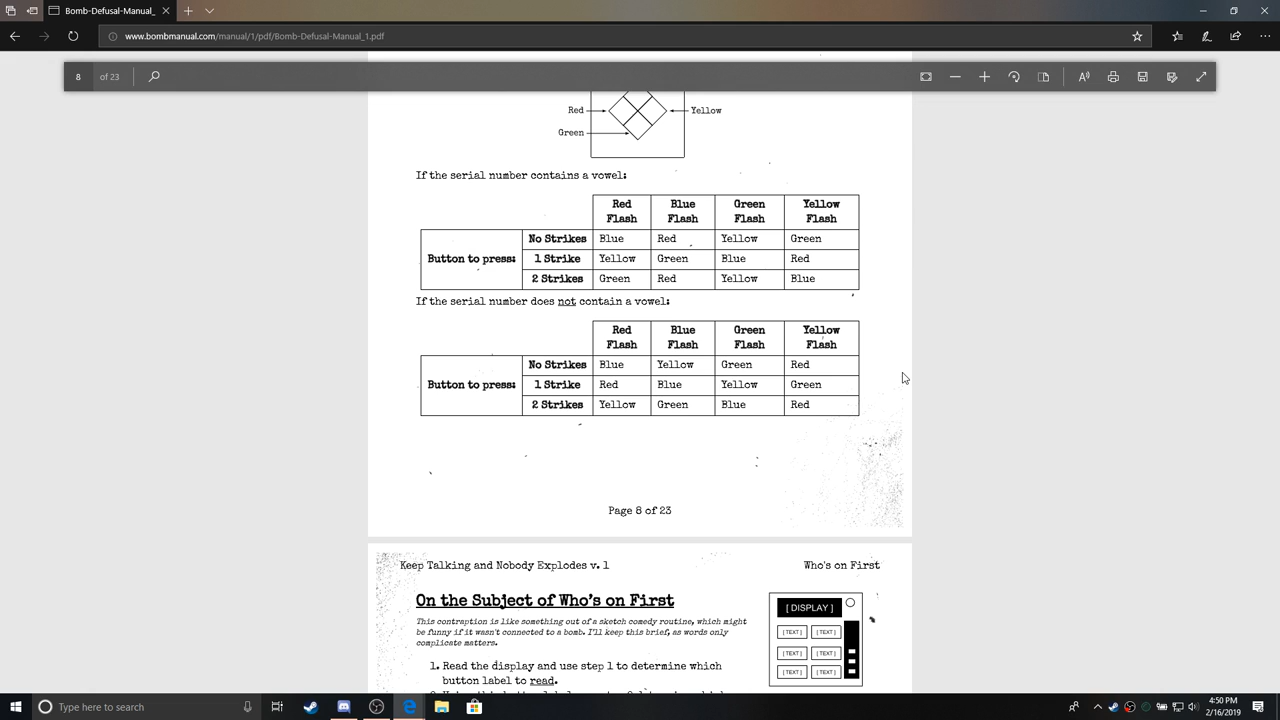 Bomb-Defusal-Manual_
www.bombmanual.com/manual/1/pdf/Bomb-Defusal-Manual_1.pdf
8 of 23
Red
Yellow
Green
If the serial number contains a vowel:
Red Flash Blue Flash Green Flash Yellow Flash
Button to press:
No Strikes Blue Red Yellow Green
1 Strike Yellow Green Blue Red
2 Strikes Green Red Yellow Blue
If the serial number does not contain a vowel:
Red Flash Blue Flash Green Flash Yellow Flash
Button to press:
No Strikes Blue Yellow Green Red
1 Strike Red Blue Yellow Green
2 Strikes Yellow Green Blue Red
Page 8 of 23
Keep Talking and Nobody Explodes v. 1
Who's on First
On the Subject of Who's on First
This contraption is like something out of a sketch comedy routine, which might
be funny if it wasn't connected to a bomb. I'll keep this brief, as words only
complicate matters.
1. Read the display and use step 1 to determine which
button label to read.
[ DISPLAY ]
[ TEXT ] [ TEXT ]
[ TEXT ] [ TEXT ]
[ TEXT ] [ TEXT ]
Type here to search
4:50 PM
2/16/2019